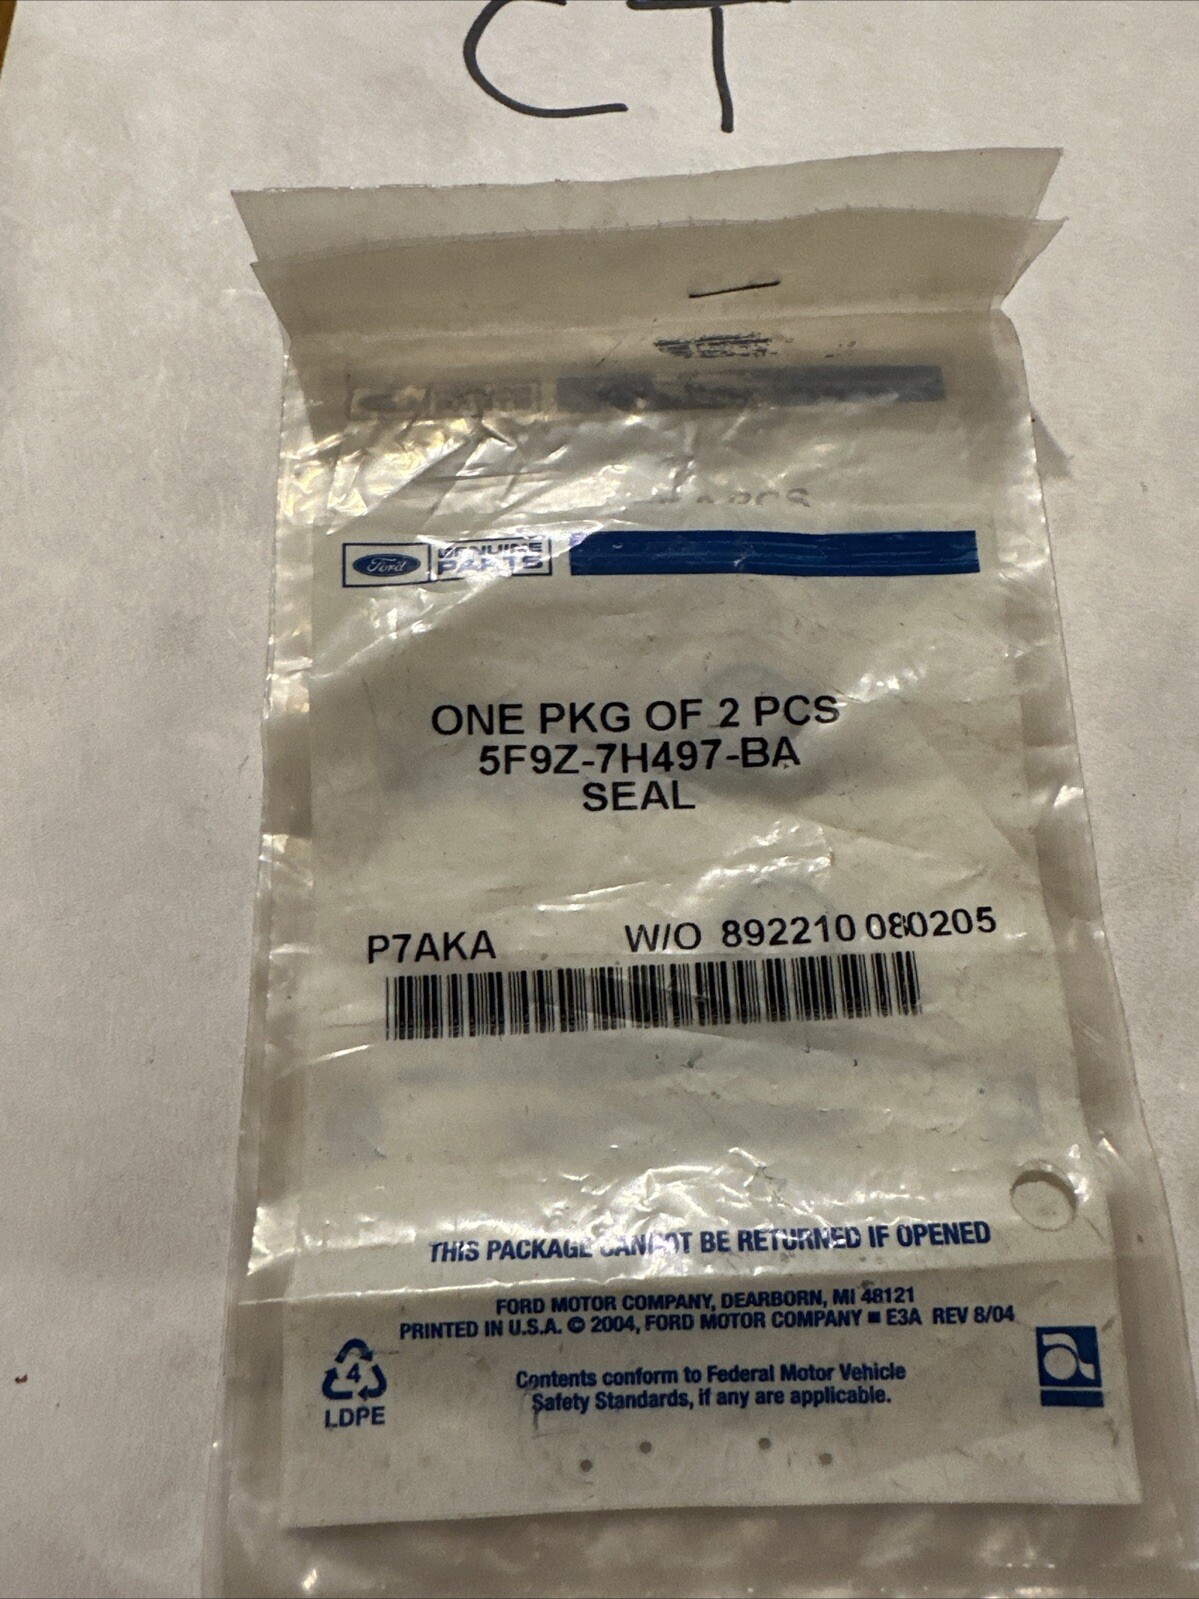 CT
Ford GENUINE PARTS
ONE PKG OF 2 PCS
5F9Z-7H497-BA
SEAL
P7AKA W/O 892210 080205
THIS PACKAGE CANNOT BE RETURNED IF OPENED
FORD MOTOR COMPANY, DEARBORN, MI 48121
PRINTED IN U.S.A. © 2004, FORD MOTOR COMPANY ■ E3A REV 8/04
4
LDPE
Contents conform to Federal Motor Vehicle
Safety Standards, if any are applicable.